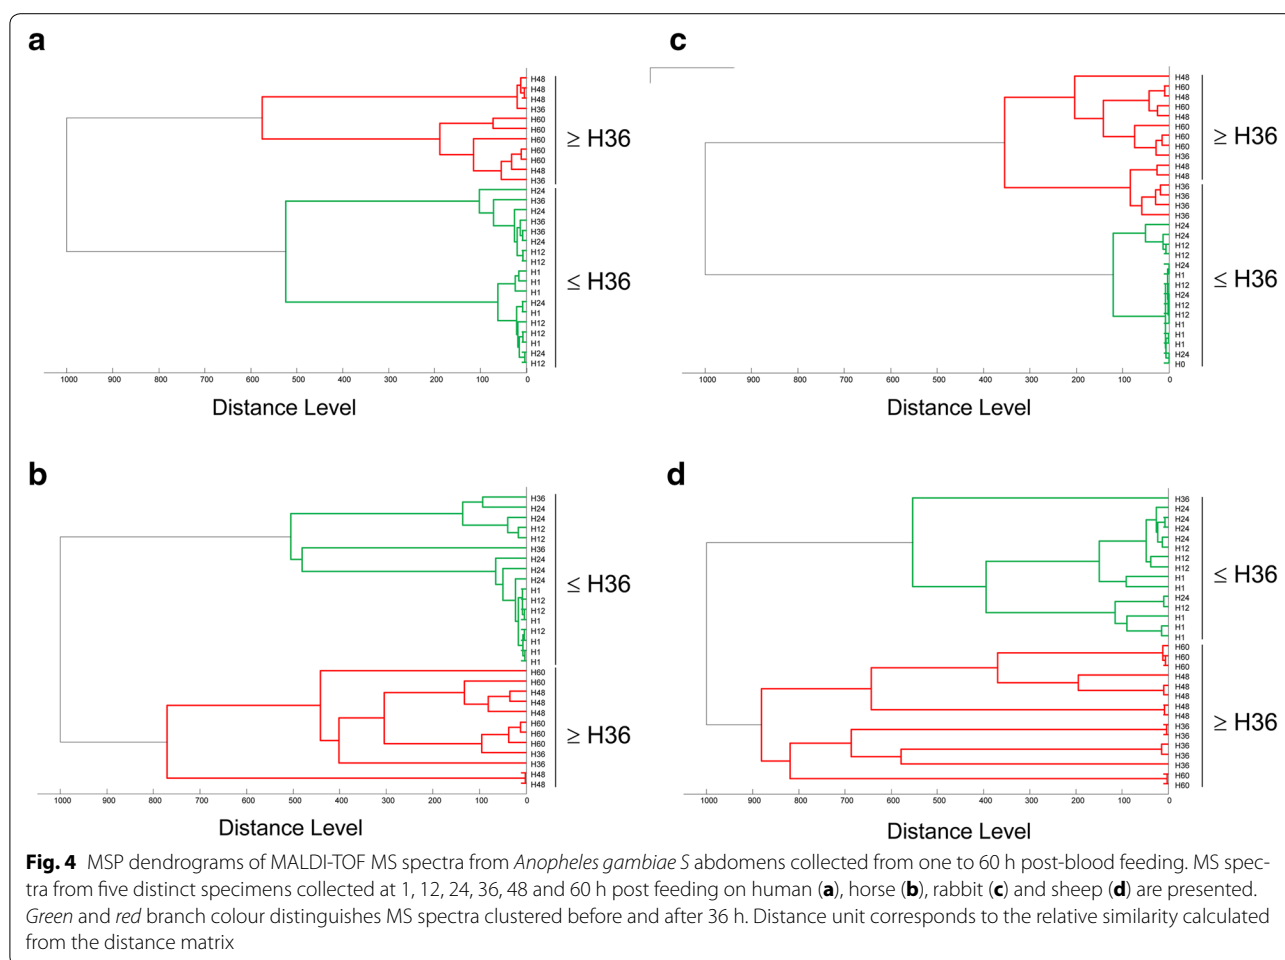 a
H48
H48
H48
H36
H60
H60
H60
H60
H60
H48
H36
≥ H36
H24
H36
H24
H36
H36
H24
H12
H12
H1
H1
H1
H24
H1
H12
H12
H1
H24
H12
≤ H36
1000 900 800 700 600 500 400 300 200 100 0
Distance Level
c
H48
H60
H48
H60
H48
H60
H60
H60
H36
H48
H48
≥ H36
H36
H36
H36
H36
H24
H24
H12
H12
H24
H1
H12
H24
H12
H12
H1
H1
H1
H24
H0
≤ H36
1000 900 800 700 600 500 400 300 200 100 0
Distance Level
b
H36
H24
H24
H12
H12
H36
H24
H24
H24
H1
H12
H12
H1
H12
H1
H1
H1
≤ H36
H60
H60
H48
H48
H48
H60
H60
H60
H36
H36
H48
H48
≥ H36
1000 900 800 700 600 500 400 300 200 100 0
Distance Level
d
H36
H24
H24
H24
H24
H12
H12
H12
H1
H1
H24
H12
H1
H1
H1
≤ H36
H60
H60
H60
H48
H48
H48
H48
H48
H36
H36
H36
H36
H36
H60
H60
≥ H36
1000 900 800 700 600 500 400 300 200 100 0
Distance Level
Fig. 4 MSP dendrograms of MALDI-TOF MS spectra from Anopheles gambiae S abdomens collected from one to 60 h post-blood feeding. MS spec-
tra from five distinct specimens collected at 1, 12, 24, 36, 48 and 60 h post feeding on human (a), horse (b), rabbit (c) and sheep (d) are presented.
Green and red branch colour distinguishes MS spectra clustered before and after 36 h. Distance unit corresponds to the relative similarity calculated
from the distance matrix